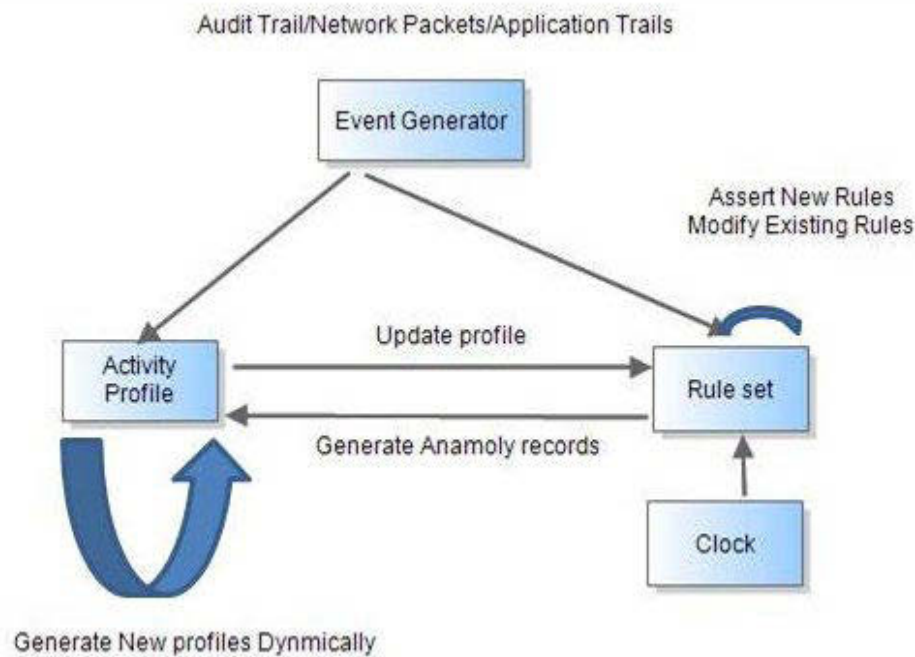 Audit Trail/Network Packets/Application Trails
Event Generator
Assert New Rules
Modify Existing Rules
Update profile
Activity
Profile
Rule set
Generate Anamoly records
Clock
Generate New profiles Dynmically